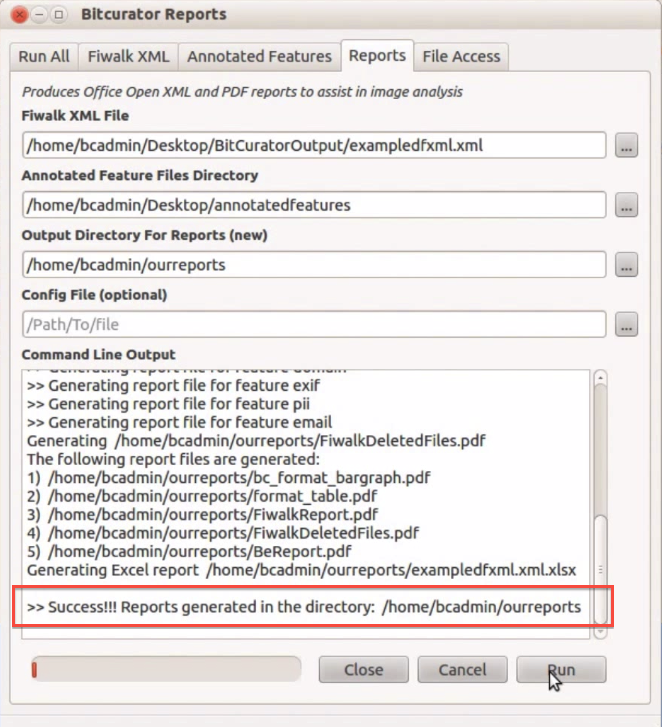 Bitcurator Reports
Run All Fiwalk XML Annotated Features Reports File Access
Produces Office Open XML and PDF reports to assist in image analysis
Fiwalk XML File
/home/bcadmin/Desktop/BitCuratorOutput/exampledfxml.xml ...
Annotated Feature Files Directory
/home/bcadmin/Desktop/annotatedfeatures ...
Output Directory For Reports (new)
/home/bcadmin/ourreports ...
Config File (optional)
/Path/To/file ...
Command Line Output
>> Generating report file for feature domain
>> Generating report file for feature exif
>> Generating report file for feature pii
>> Generating report file for feature email
Generating /home/bcadmin/ourreports/FiwalkDeletedFiles.pdf
The following report files are generated:
1) /home/bcadmin/ourreports/bc_format_bargraph.pdf
2) /home/bcadmin/ourreports/format_table.pdf
3) /home/bcadmin/ourreports/FiwalkReport.pdf
4) /home/bcadmin/ourreports/FiwalkDeletedFiles.pdf
5) /home/bcadmin/ourreports/BeReport.pdf
Generating Excel report /home/bcadmin/ourreports/exampledfxml.xml.xlsx
>> Success!!! Reports generated in the directory: /home/bcadmin/ourreports
Close Cancel Run